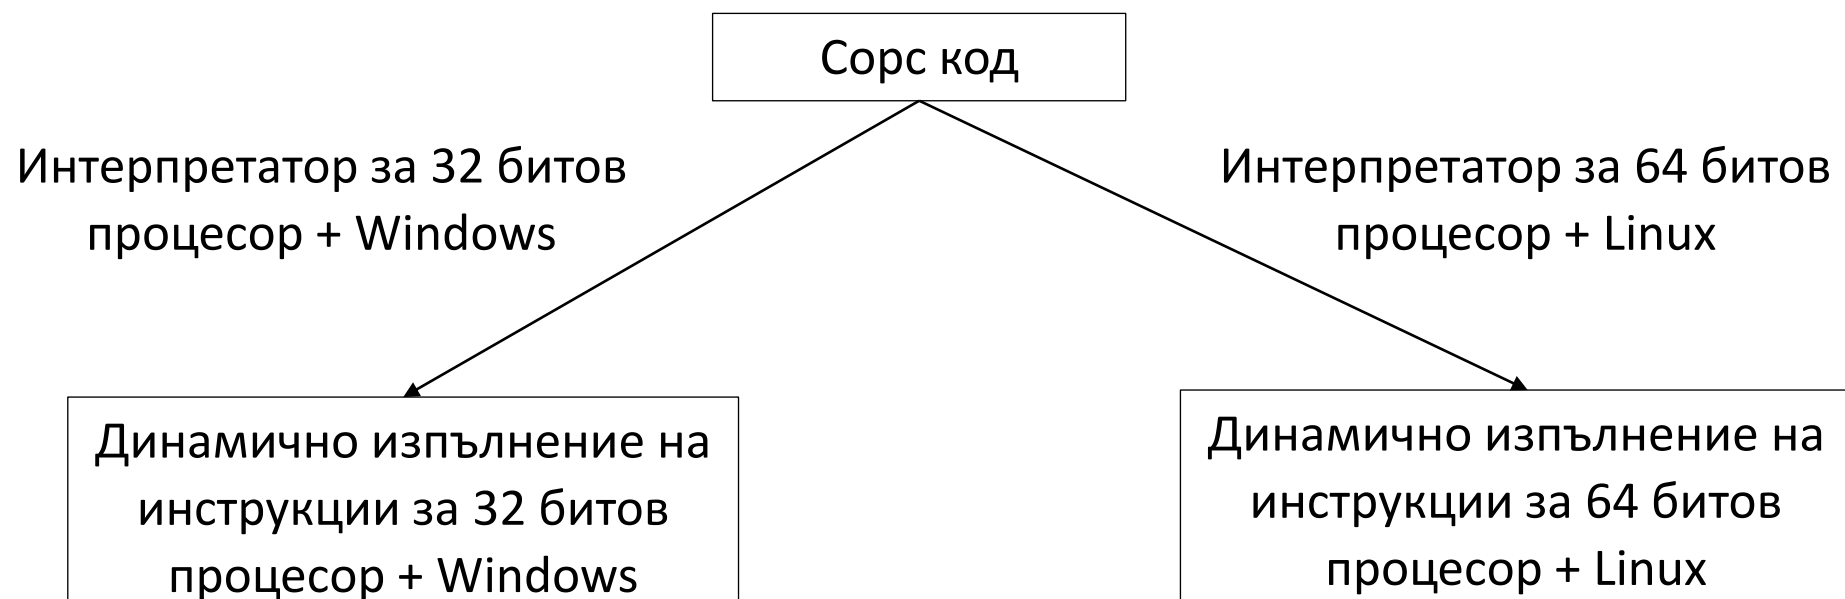 Сорс код
Интерпретатор за 32 битов
процесор + Windows
Интерпретатор за 64 битов
процесор + Linux
Динамично изпълнение на
инструкции за 32 битов
процесор + Windows
Динамично изпълнение на
инструкции за 64 битов
процесор + Linux